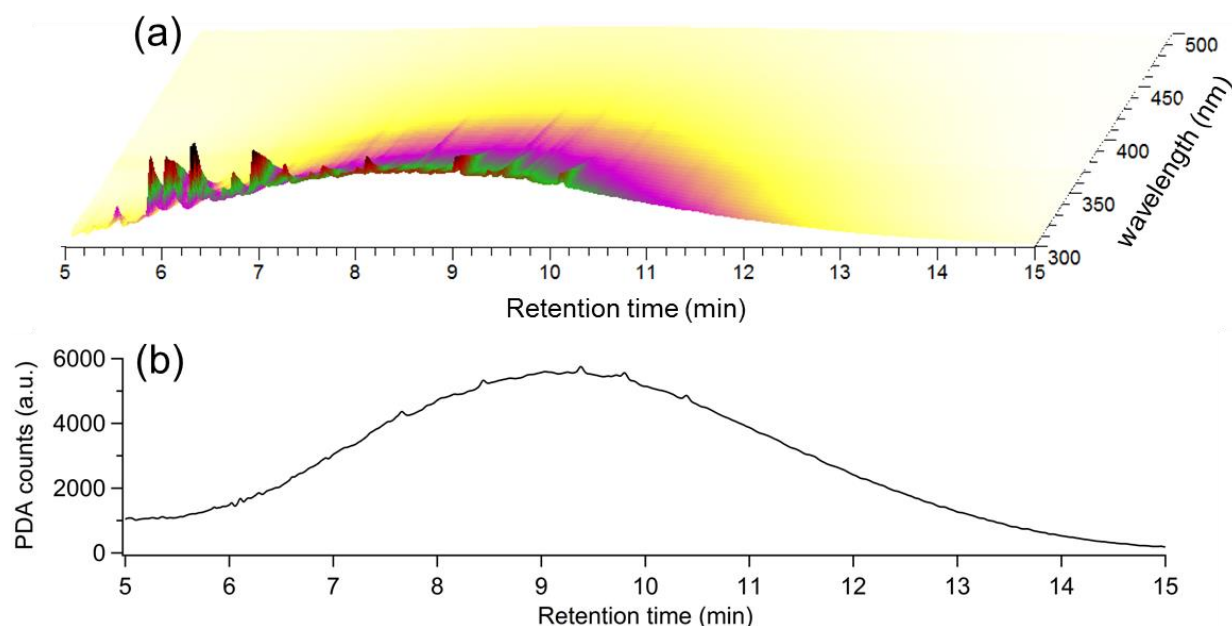 (a)
500
450
400
350
300
wavelength (nm)
5 6 7 8 9 10 11 12 13 14 15
Retention time (min)
(b)
6000
4000
2000
0
PDA counts (a.u.)
5 6 7 8 9 10 11 12 13 14 15
Retention time (min)